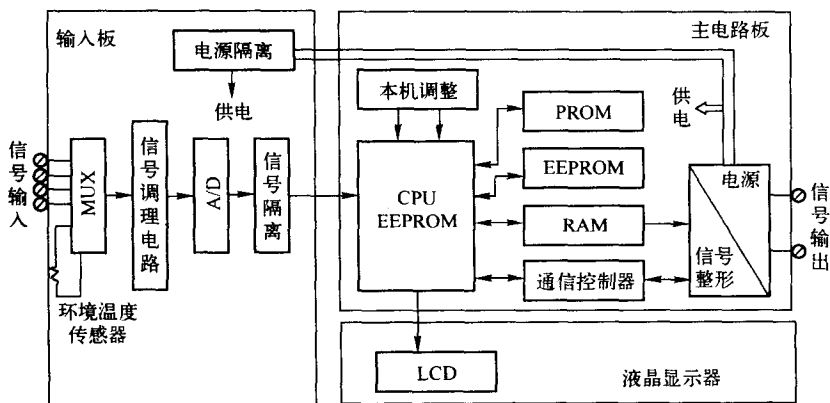 输入板
电源隔离
供电
信号输入
MUX
信号调理电路
A/D
信号隔离
环境温度
传感器
主电路板
本机调整
CPU
EEPROM
PROM
EEPROM
RAM
通信控制器
供电
电源
信号
整形
信号输出
LCD
液晶显示器